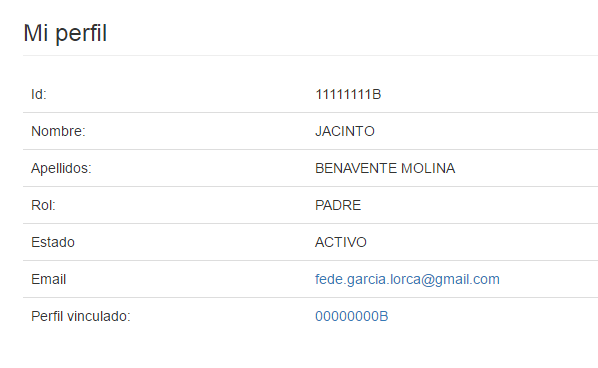 Mi perfil
Id: 11111111B
Nombre: JACINTO
Apellidos: BENAVENTE MOLINA
Rol: PADRE
Estado ACTIVO
Email fede.garcia.lorca@gmail.com
Perfil vinculado: 00000000B